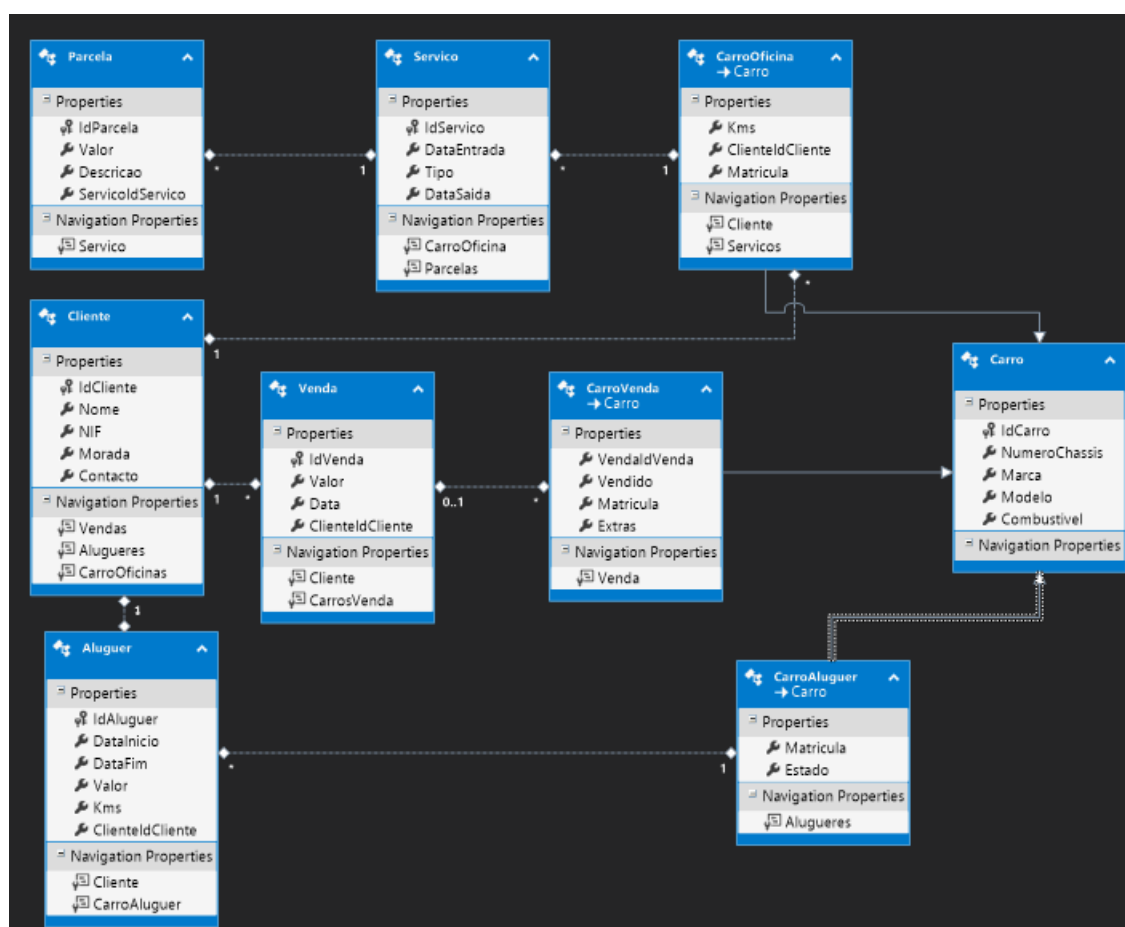 Parcela
Properties
IdParcela
Valor
Descricao
ServicoIdServico
Navigation Properties
Servico
*
1
Servico
Properties
IdServico
DataEntrada
Tipo
DataSaida
Navigation Properties
CarroOficina
Parcelas
*
1
CarroOficina
Carro
Properties
Kms
ClienteIdCliente
Matricula
Navigation Properties
Cliente
Servicos
*
1
Cliente
Properties
IdCliente
Nome
NIF
Morada
Contacto
Navigation Properties
Vendas
Alugueres
CarroOficinas
1
*
Venda
Properties
IdVenda
Valor
Data
ClienteIdCliente
Navigation Properties
Cliente
CarrosVenda
0..1
*
CarroVenda
Carro
Properties
VendaIdVenda
Vendido
Matricula
Extras
Navigation Properties
Venda
Carro
Properties
IdCarro
NumeroChassis
Marca
Modelo
Combustivel
Navigation Properties
1
Aluguer
Properties
IdAluguer
DataInicio
DataFim
Valor
Kms
ClienteIdCliente
Navigation Properties
Cliente
CarroAluguer
*
1
CarroAluguer
Carro
Properties
Matricula
Estado
Navigation Properties
Alugueres